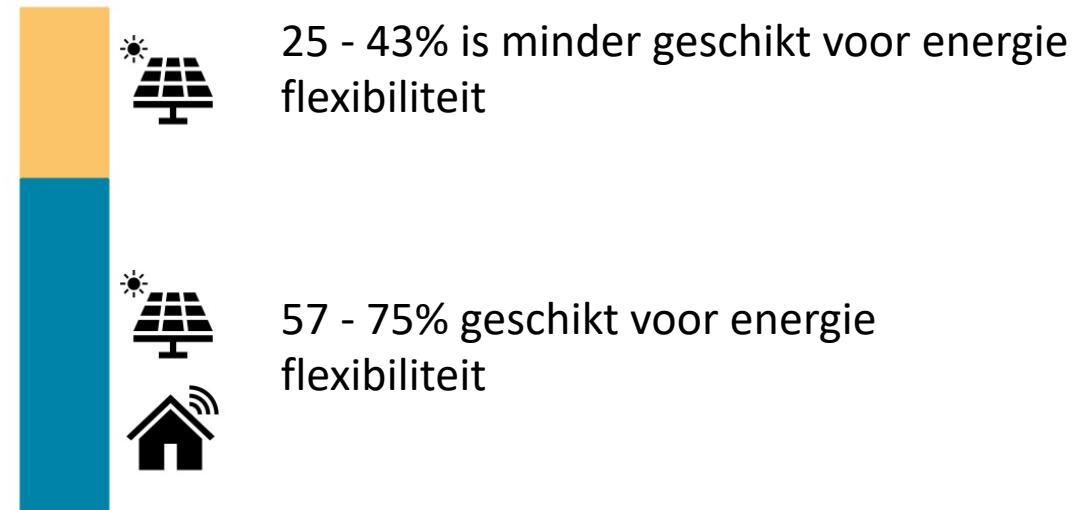 25 - 43% is minder geschikt voor energie
flexibiliteit
57 - 75% geschikt voor energie
flexibiliteit